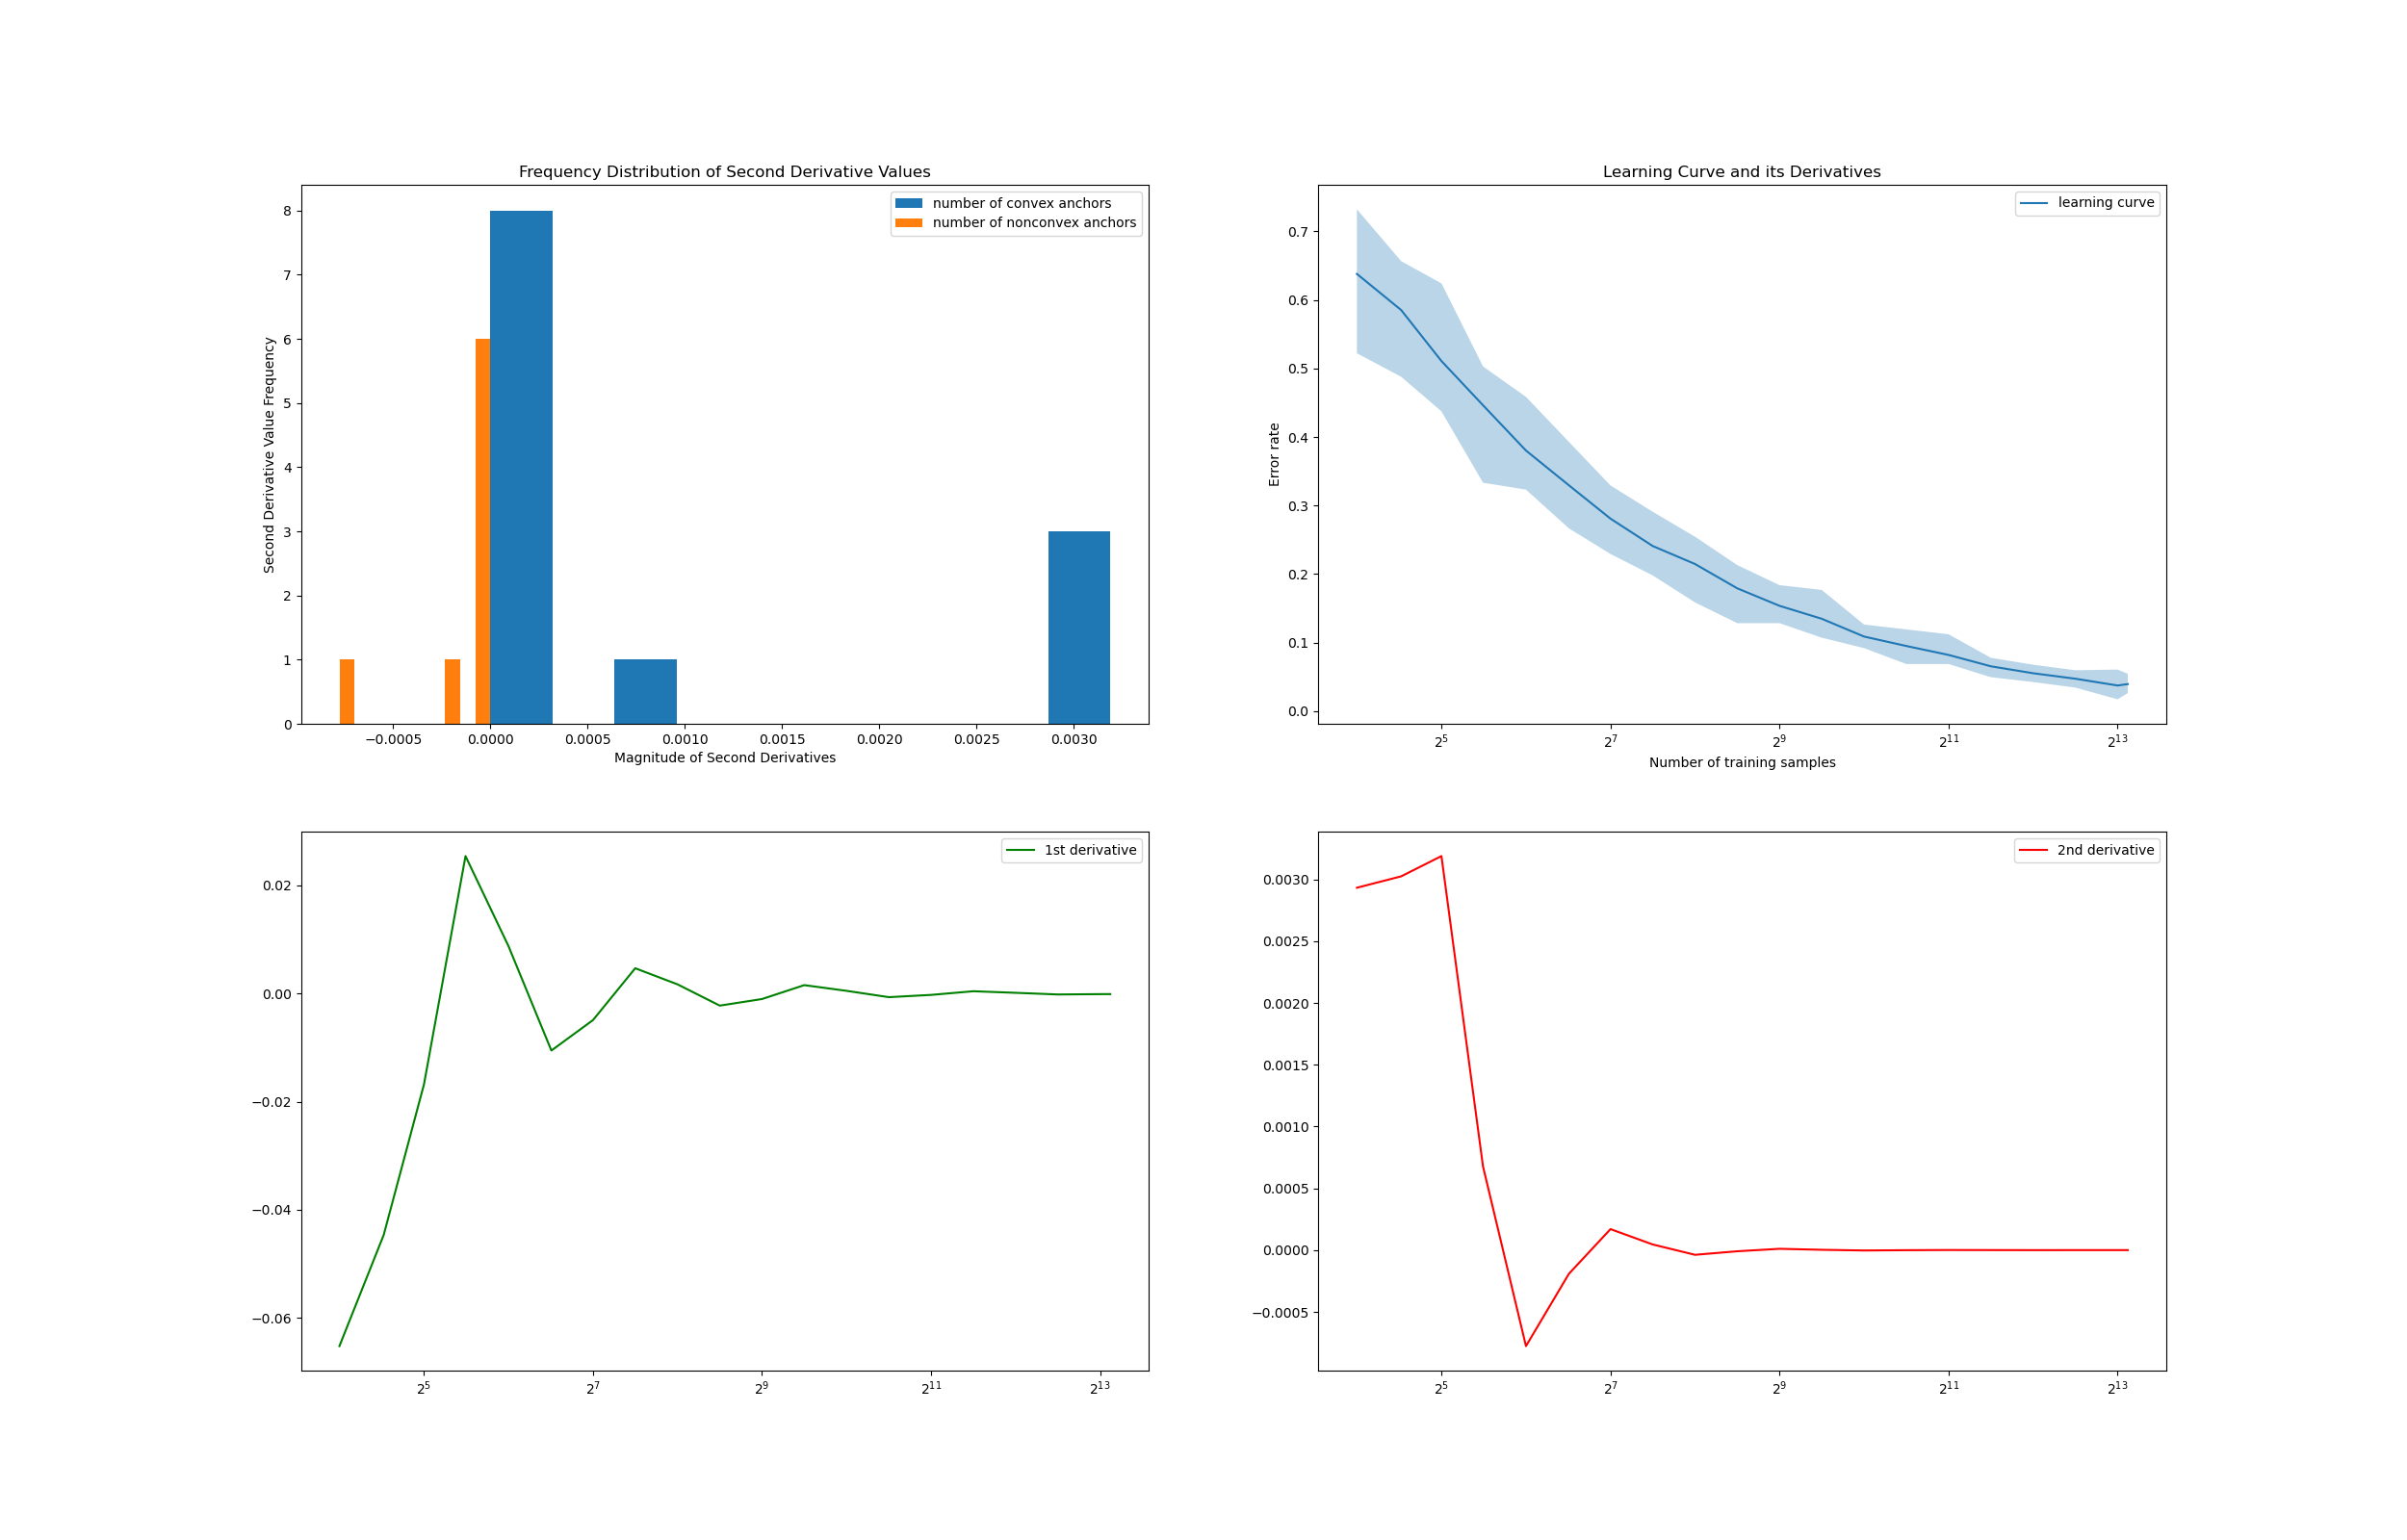 Frequency Distribution of Second Derivative Values
number of convex anchors
number of nonconvex anchors
8
7
6
5
4
3
2
1
0
Second Derivative Value Frequency
−0.0005 0.0000 0.0005 0.0010 0.0015 0.0020 0.0025 0.0030
Magnitude of Second Derivatives
Learning Curve and its Derivatives
learning curve
0.7
0.6
0.5
0.4
0.3
0.2
0.1
0.0
Error rate
2^5 2^7 2^9 2^11 2^13
Number of training samples
1st derivative
0.02
0.00
−0.02
−0.04
−0.06
2^5 2^7 2^9 2^11 2^13
2nd derivative
0.0030
0.0025
0.0020
0.0015
0.0010
0.0005
0.0000
−0.0005
2^5 2^7 2^9 2^11 2^13